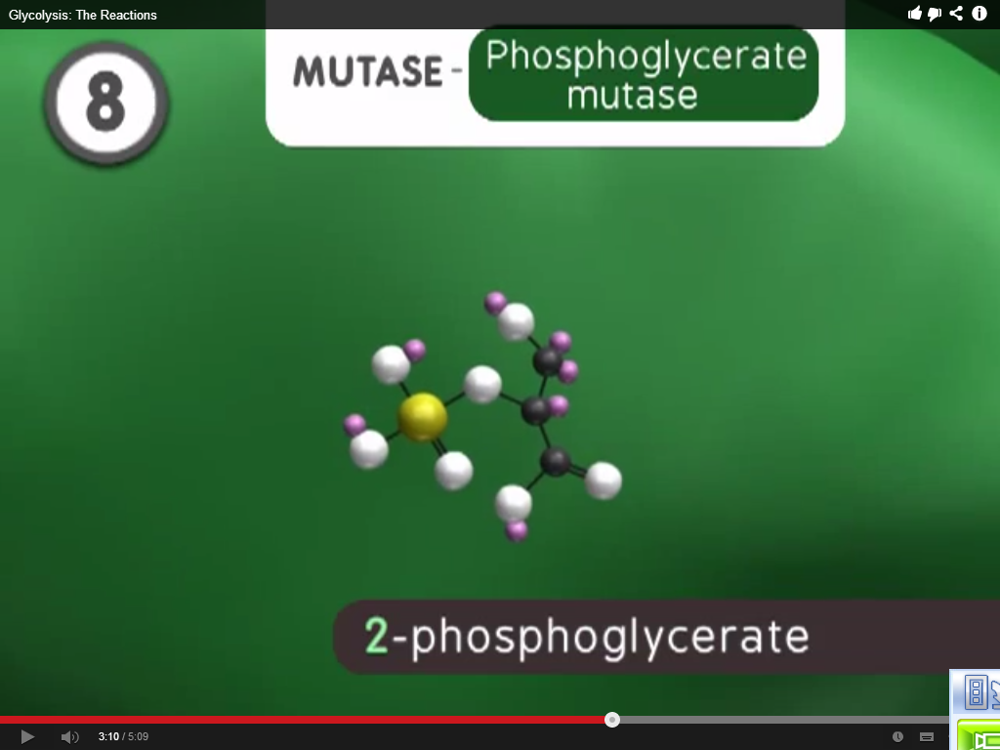 Glycolysis: The Reactions
8
MUTASE - Phosphoglycerate
mutase
2-phosphoglycerate
3:10 / 5:09